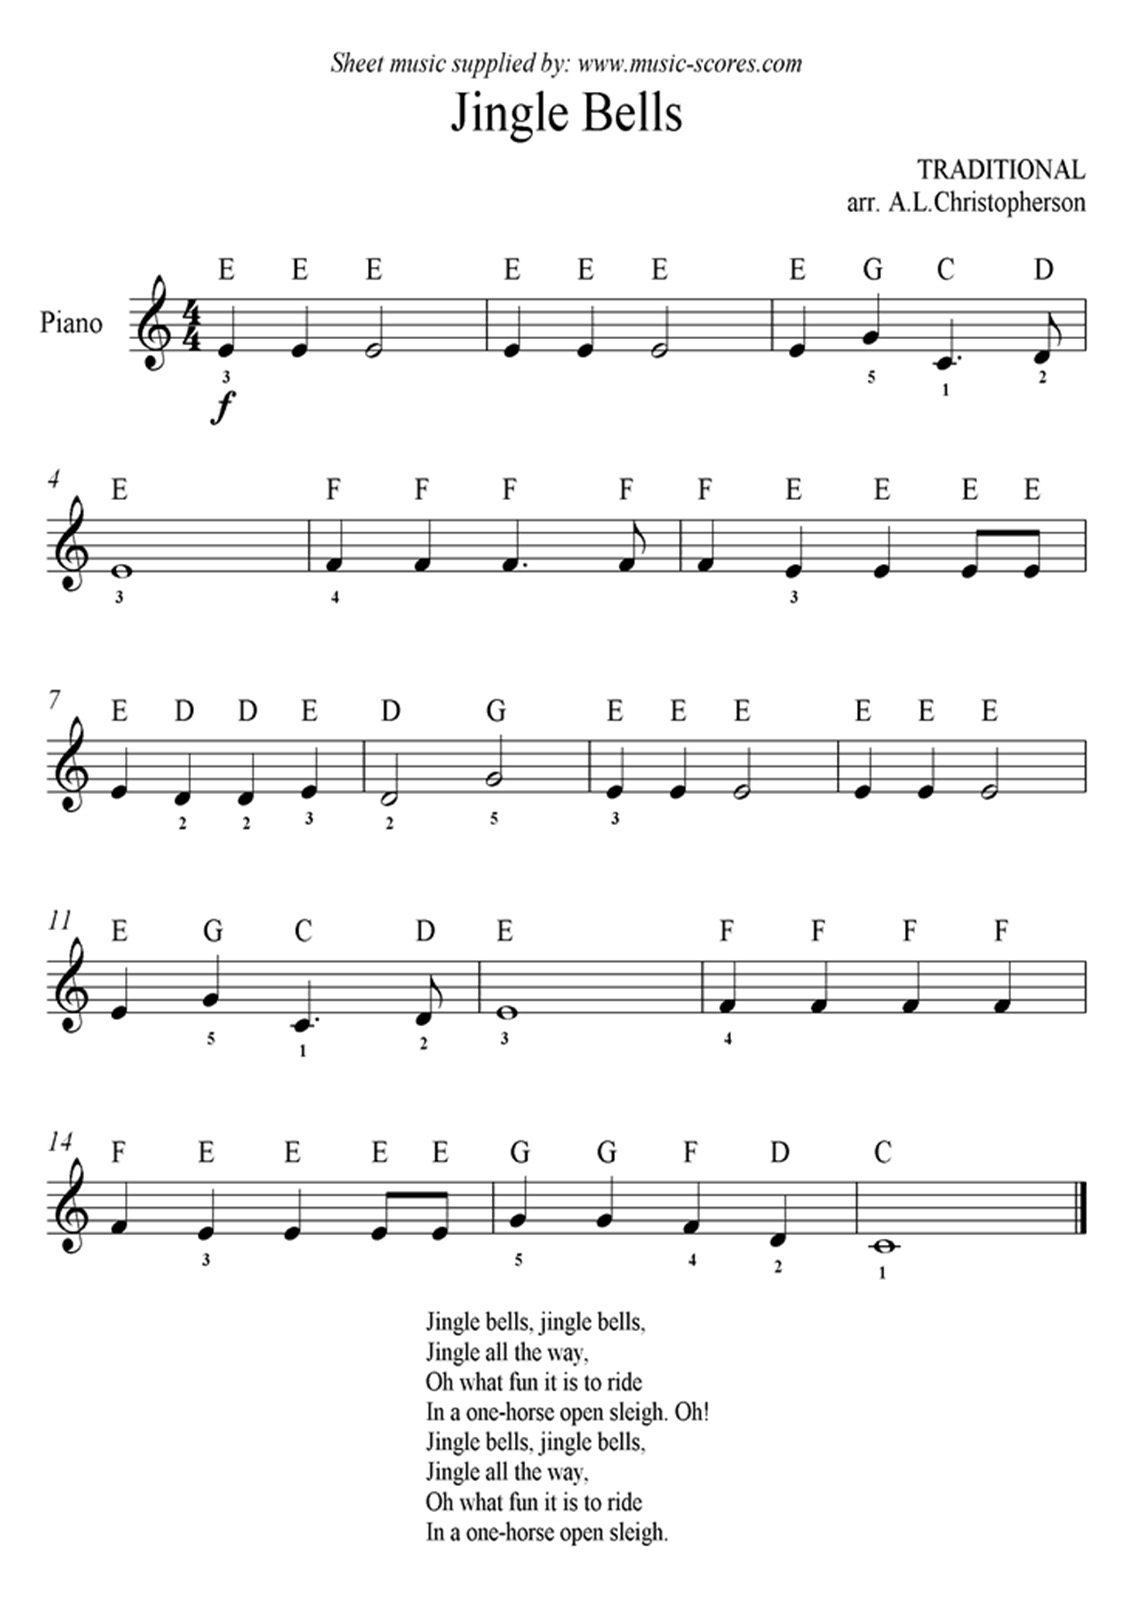 Sheet music supplied by: www.music-scores.com
Jingle Bells
TRADITIONAL
arr. A.L.Christopherson
E E E E E E E G C D
Piano
4
4
3 5 1 2
f
4
E F F F F F E E E E
3 4 3
7
E D D E D G E E E E E E
2 2 3 2 5 3
11
E G C D E F F F F
5 1 2 3 4
14
F E E E E G G F D C
3 5 4 2 1
Jingle bells, jingle bells,
Jingle all the way,
Oh what fun it is to ride
In a one-horse open sleigh. Oh!
Jingle bells, jingle bells,
Jingle all the way,
Oh what fun it is to ride
In a one-horse open sleigh.